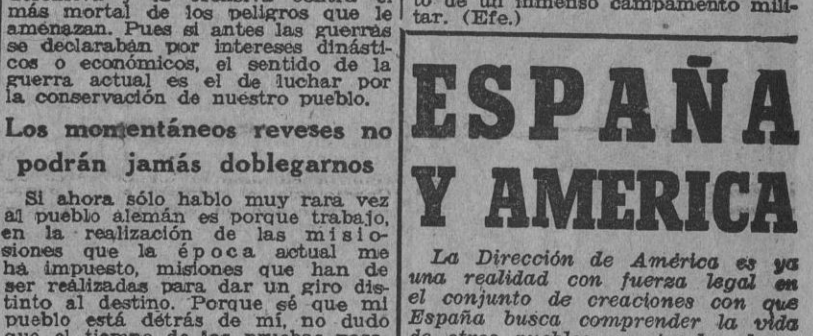 más mortal de los peligros que le
amenazan. Pues si antes las guerras
se declaraban por intereses dinásti-
cos o económicos, el sentido de la
guerra actual es el de luchar por
la conservación de nuestro pueblo.
Los momentáneos reveses no
podrán jamás doblegarnos
Si ahora sólo hablo muy rara vez
al pueblo alemán es porque trabajo,
en la realización de las misio-
siones que la época actual me
ha impuesto, misiones que han de
ser realizadas para dar un giro dis-
tinto al destino. Porque sé que mi
pueblo está detrás de mí, no dudo
to de un inmenso campamento mili-
tar. (Efe.)
ESPAÑA
Y AMERICA
La Dirección de América es ya
una realidad con fuerza legal en
el conjunto de creaciones con que
España busca comprender la vida